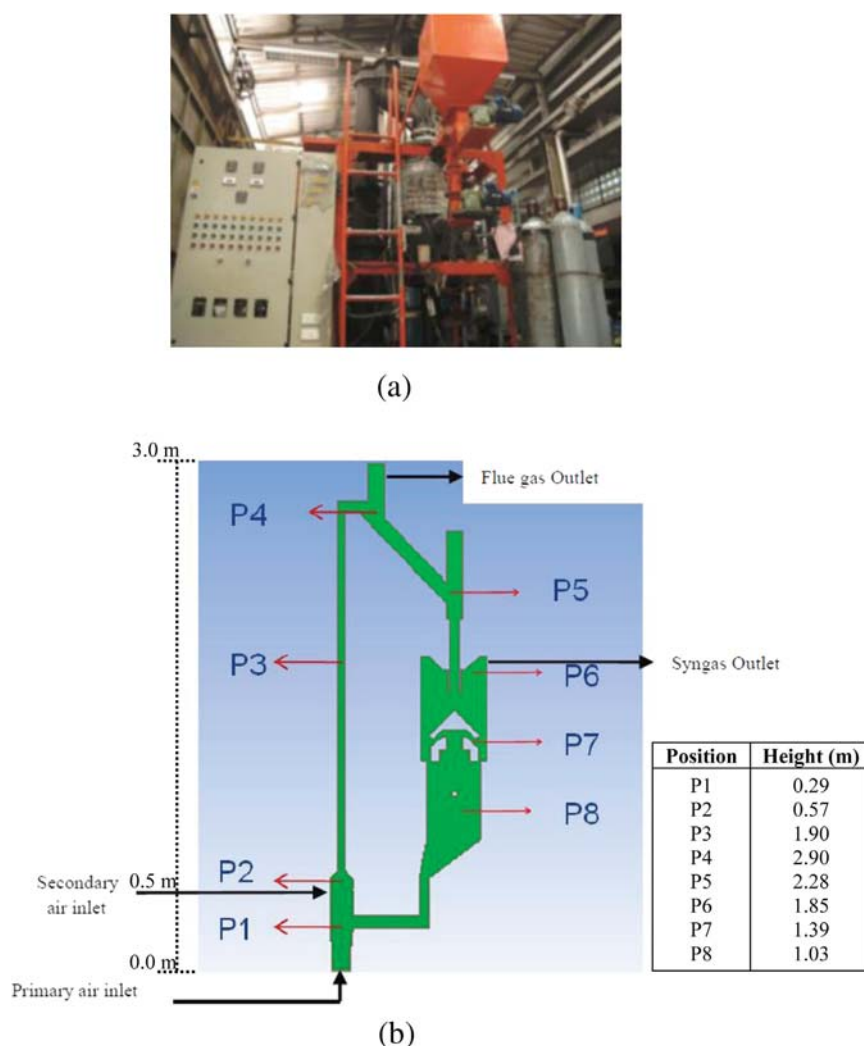 (a)
3.0 m
Flue gas Outlet
P4
P5
P3
Syngas Outlet
P6
P7
P8
Position Height (m)
P1 0.29
P2 0.57
P3 1.90
P4 2.90
P5 2.28
P6 1.85
P7 1.39
P8 1.03
P2
0.5 m
Secondary
air inlet
P1
0.0 m
Primary air inlet
(b)